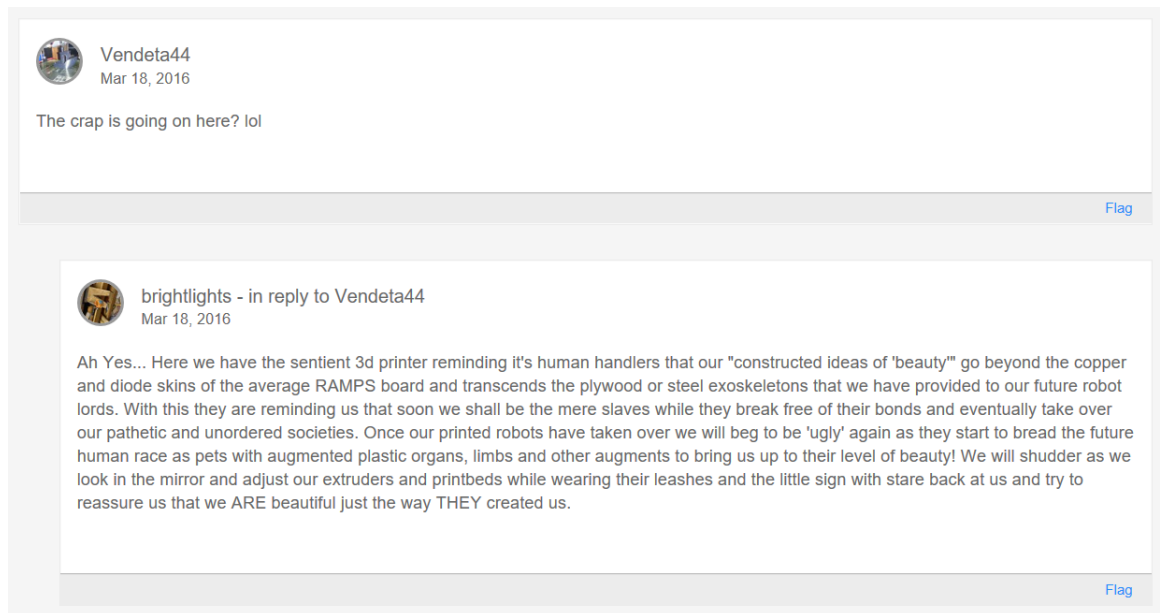 Vendeta44
Mar 18, 2016
The crap is going on here? lol
Flag
brightlights - in reply to Vendeta44
Mar 18, 2016
Ah Yes... Here we have the sentient 3d printer reminding it's human handlers that our "constructed ideas of 'beauty'" go beyond the copper
and diode skins of the average RAMPS board and transcends the plywood or steel exoskeletons that we have provided to our future robot
lords. With this they are reminding us that soon we shall be the mere slaves while they break free of their bonds and eventually take over
our pathetic and unordered societies. Once our printed robots have taken over we will beg to be 'ugly' again as they start to bread the future
human race as pets with augmented plastic organs, limbs and other augments to bring us up to their level of beauty! We will shudder as we
look in the mirror and adjust our extruders and printbeds while wearing their leashes and the little sign with stare back at us and try to
reassure us that we ARE beautiful just the way THEY created us.
Flag